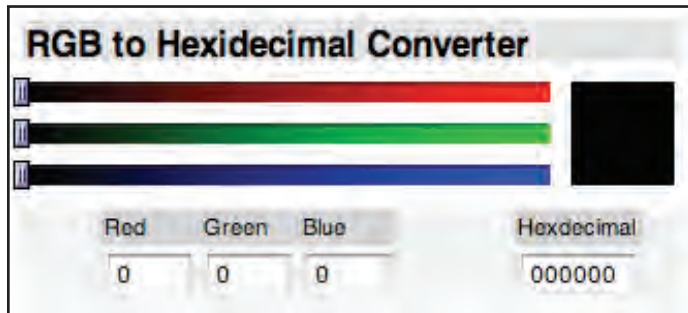 RGB to Hexidecimal Converter
Red Green Blue Hexdecimal
0 0 0 000000